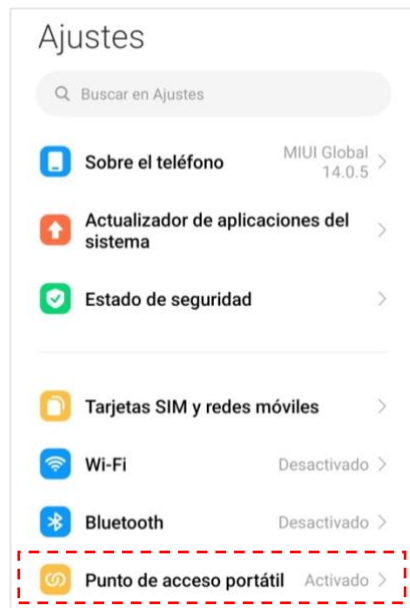 Ajustes
Buscar en Ajustes
Sobre el teléfono
MIUI Global
14.0.5
Actualizador de aplicaciones del
sistema
Estado de seguridad
Tarjetas SIM y redes móviles
Wi-Fi Desactivado
Bluetooth Desactivado
Punto de acceso portátil Activado